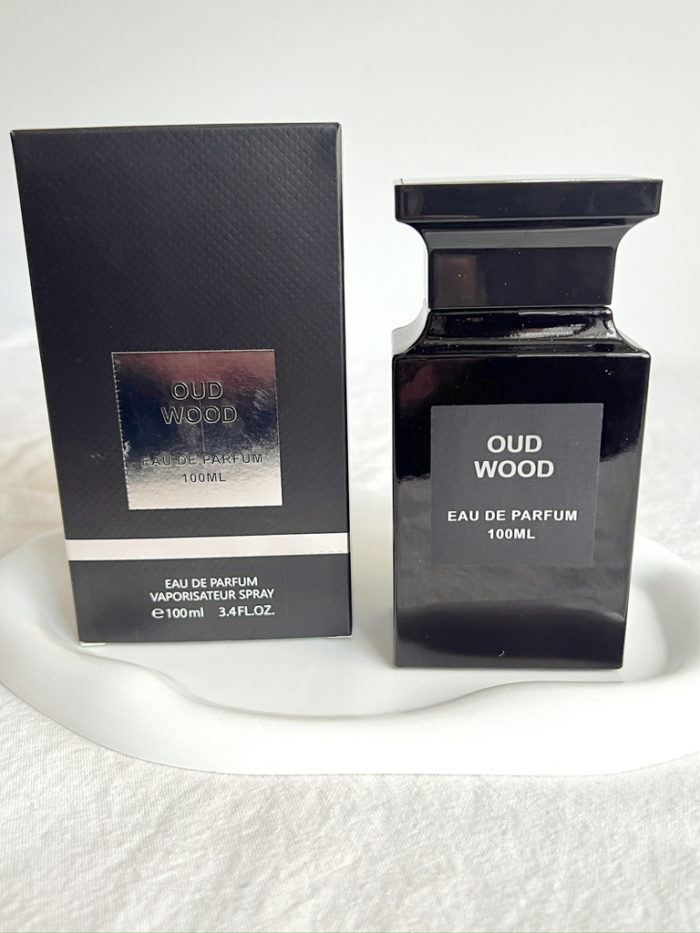 OUD
WOOD
EAU DE PARFUM
100ML
EAU DE PARFUM
VAPORISATEUR SPRAY
℮100ml 3.4FL.OZ.
OUD
WOOD
EAU DE PARFUM
100ML